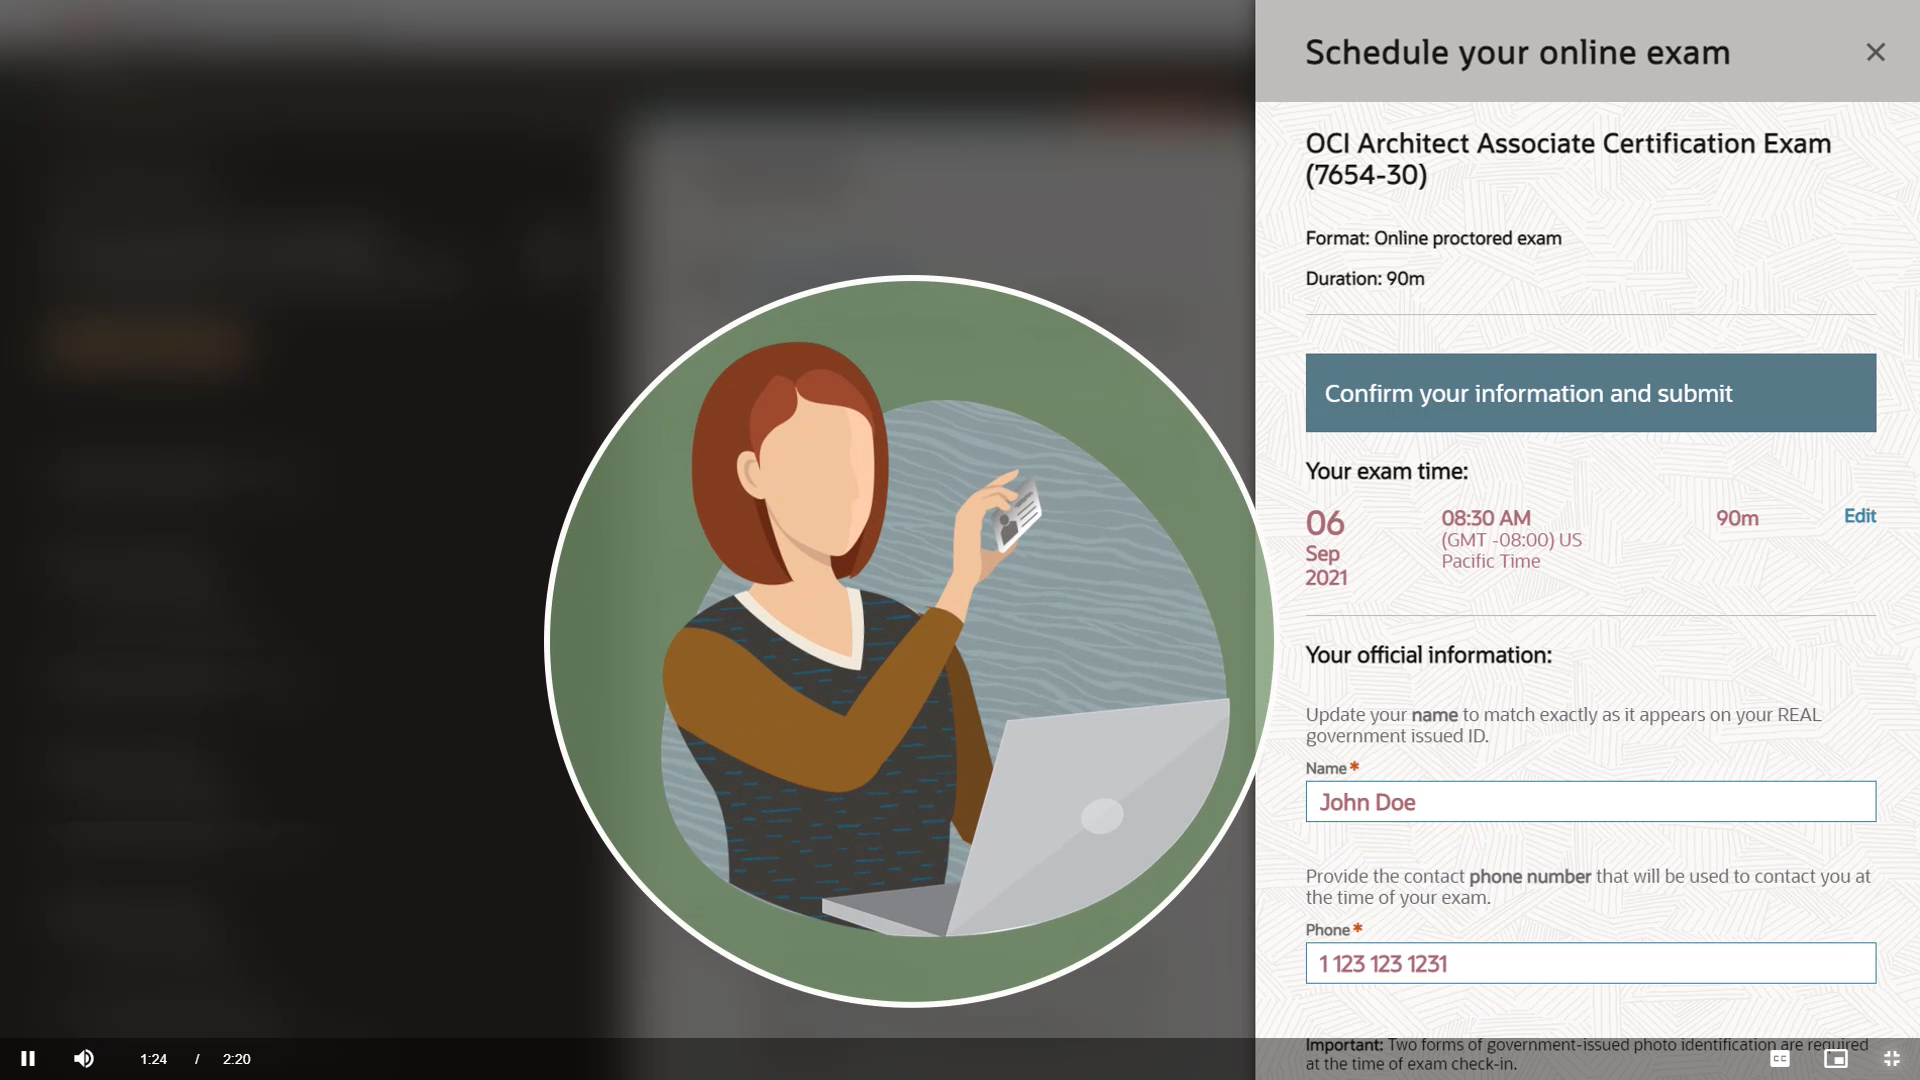 Schedule your online exam
OCI Architect Associate Certification Exam
(7654-30)
Format: Online proctored exam
Duration: 90m
Confirm your information and submit
Your exam time:
06
Sep
2021
08:30 AM
(GMT -08:00) US
Pacific Time
90m
Edit
Your official information:
Update your name to match exactly as it appears on your REAL
government issued ID.
Name*
John Doe
Provide the contact phone number that will be used to contact you at
the time of your exam.
Phone*
1 123 123 1231
Important: Two forms of government-issued photo identification are required
at the time of exam check-in.
1:24 / 2:20
CC